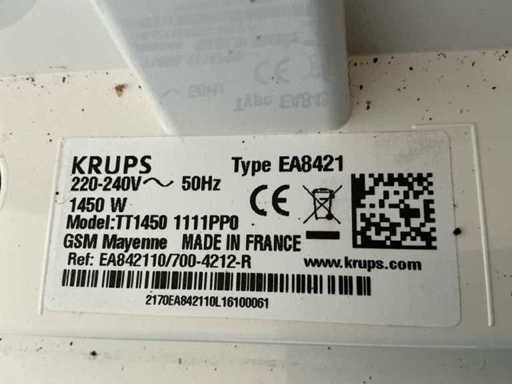 KRUPS Type EA8421
220-240V~ 50Hz
1450 W
Model:TT1450 1111PP0
GSM Mayenne MADE IN FRANCE
Ref: EA842110/700-4212-R
www.krups.com
2170EA842110L16100061